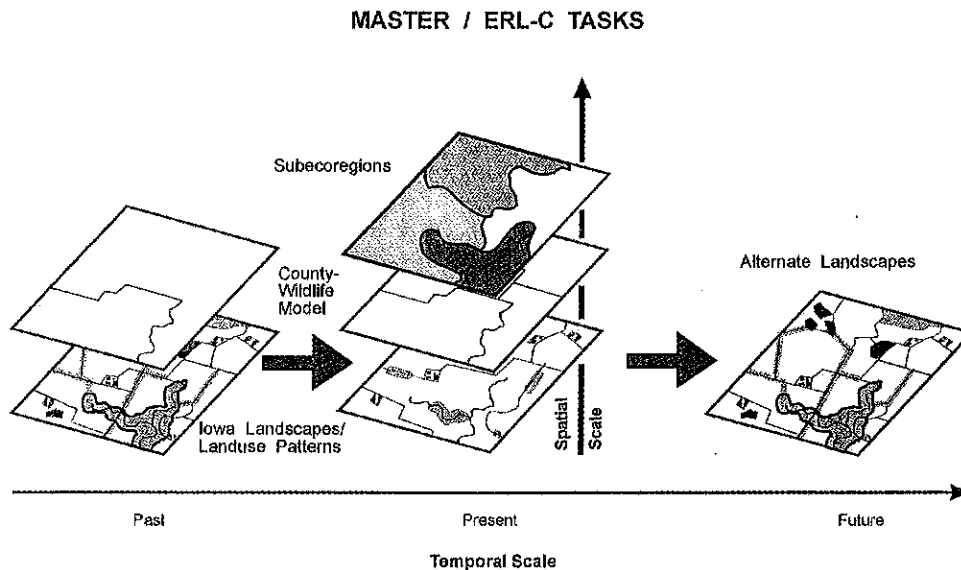 MASTER / ERL-C TASKS
Subecoregions
County-
Wildlife
Model
Alternate Landscapes
Iowa Landscapes/
Landuse Patterns
Spatial
Scale
Past
Present
Future
Temporal Scale